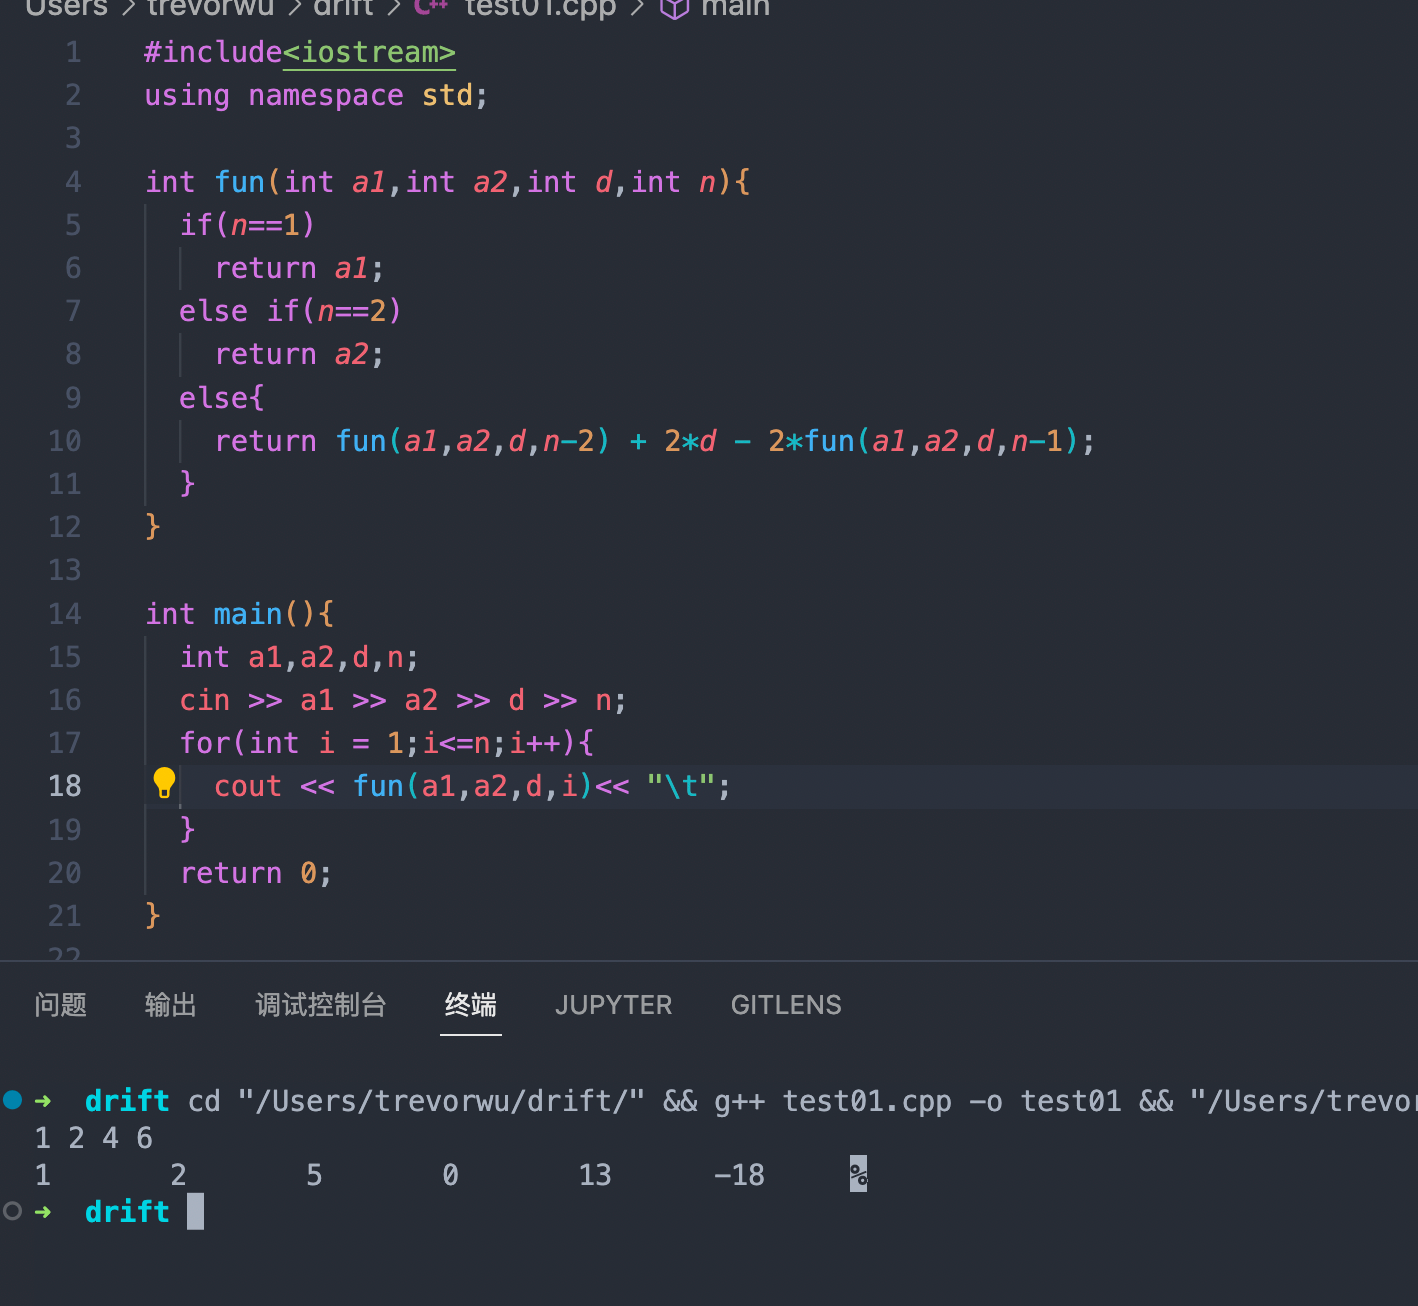 Users > trevorwu > drift > C++ test01.cpp > main
1 #include<iostream>
2 using namespace std;
3
4 int fun(int a1,int a2,int d,int n){
5 if(n==1)
6 return a1;
7 else if(n==2)
8 return a2;
9 else{
10 return fun(a1,a2,d,n-2) + 2*d - 2*fun(a1,a2,d,n-1);
11 }
12 }
13
14 int main(){
15 int a1,a2,d,n;
16 cin >> a1 >> a2 >> d >> n;
17 for(int i = 1;i<=n;i++){
18 cout << fun(a1,a2,d,i)<< "\t";
19 }
20 return 0;
21 }
22
问题 输出 调试控制台 终端 JUPYTER GITLENS
➜ drift cd "/Users/trevorwu/drift/" && g++ test01.cpp -o test01 && "/Users/trevor
1 2 4 6
1 2 5 0 13 -18 %
➜ drift